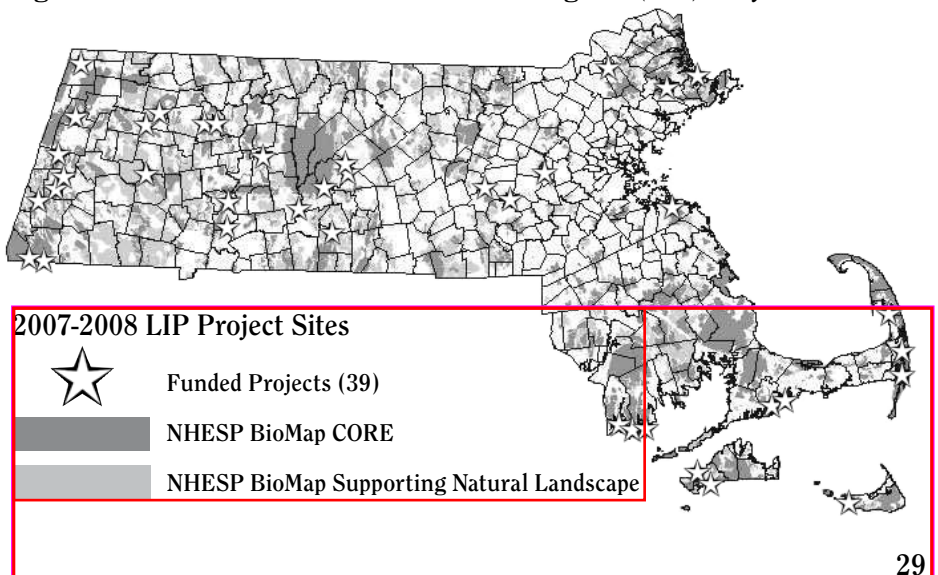 2007-2008 LIP Project Sites
Funded Projects (39)
NHESP BioMap CORE
NHESP BioMap Supporting Natural Landscape
29